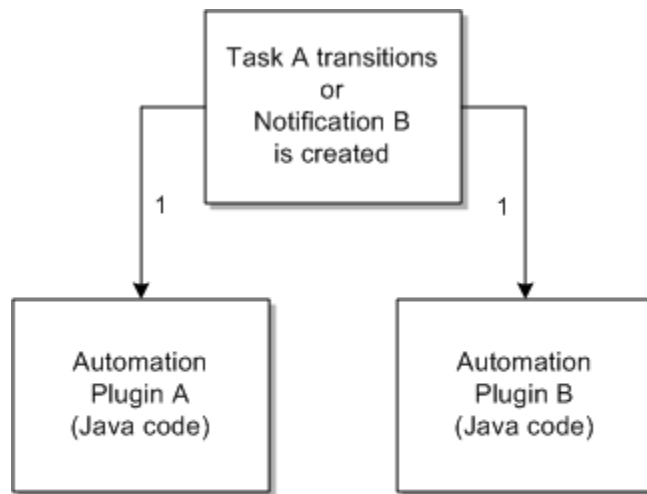 Task A transitions
or
Notification B
is created
1
1
Automation
Plugin A
(Java code)
Automation
Plugin B
(Java code)